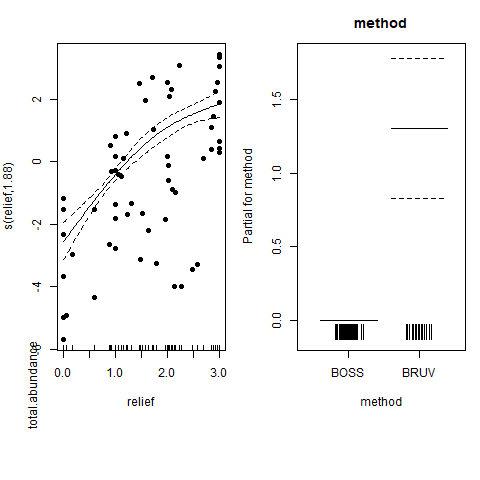 method
s(relief,1.88)
2
0
-2
-4
-6
total.abundance
0.0
1.0
2.0
3.0
relief
Partial for method
1.5
1.0
0.5
0.0
BOSS
BRUV
method